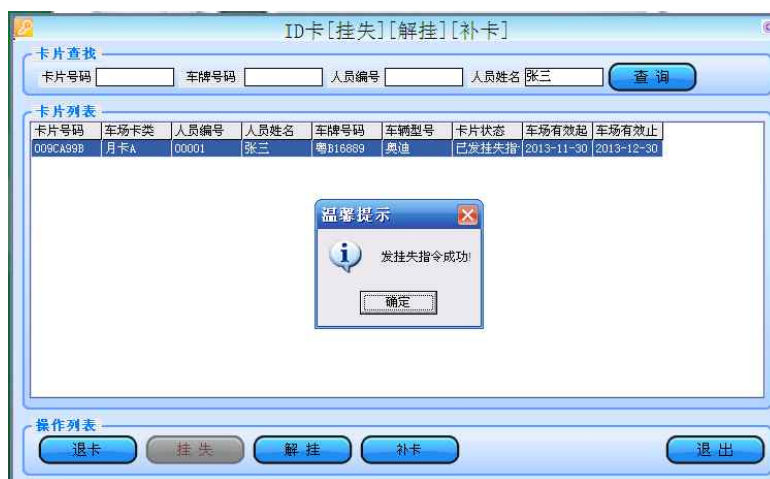 ID卡[挂失][解挂][补卡]
卡片查找
卡片号码 车牌号码 人员编号 人员姓名 张三 查询
卡片列表
卡片号码 车场卡类 人员编号 人员姓名 车牌号码 车辆型号 卡片状态 车场有效起 车场有效止
009CA99B 月卡A 00001 张三 粤B16889 奥迪 已发挂失指 2013-11-30 2013-12-30
温馨提示
发挂失指令成功!
确定
操作列表
退卡 挂失 解挂 补卡 退出